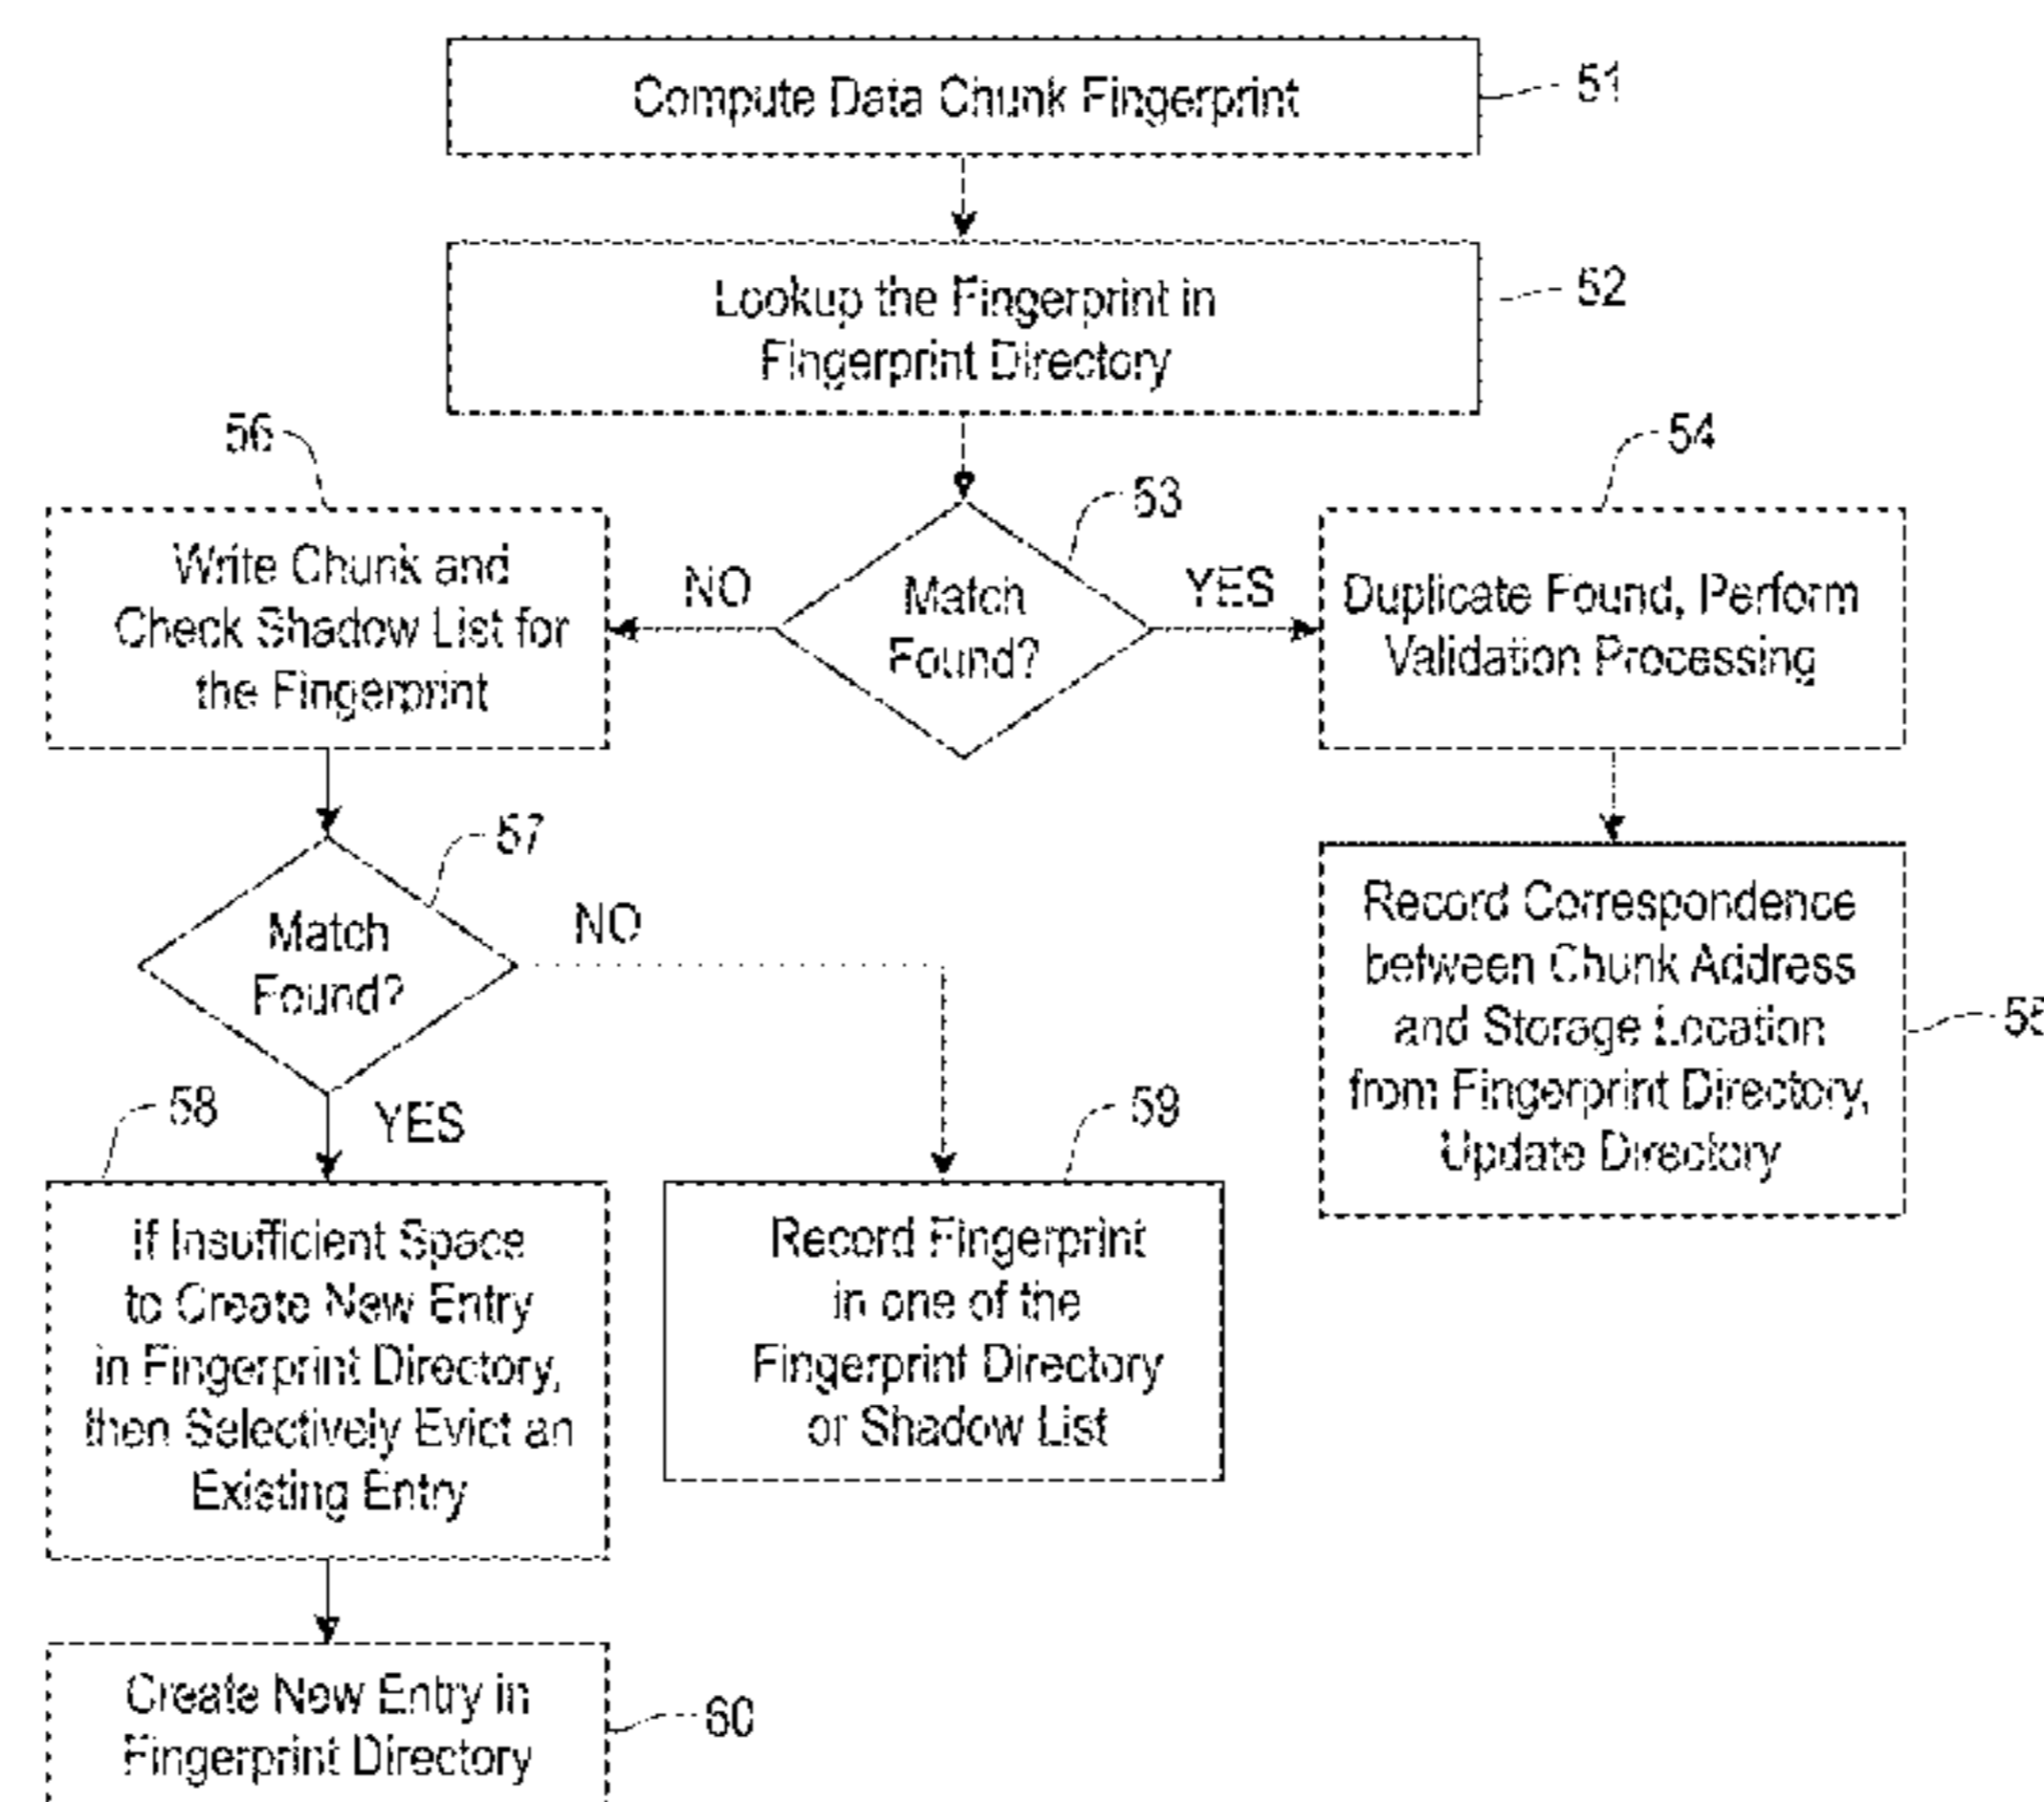 Compute Data Chunk Fingerprint
51
Lookup the Fingerprint in
Fingerprint Directory
52
53
Match
Found?
NO
YES
54
Duplicate Found, Perform
Validation Processing
56
Write Chunk and
Check Shadow List for
the Fingerprint
57
Match
Found?
NO
YES
Record Correspondence
between Chunk Address
and Storage Location
from Fingerprint Directory,
Update Directory
58
If Insufficient Space
to Create New Entry
in Fingerprint Directory,
then Selectively Evict an
Existing Entry
59
Record Fingerprint
in one of the
Fingerprint Directory
or Shadow List
Create New Entry in
Fingerprint Directory
60